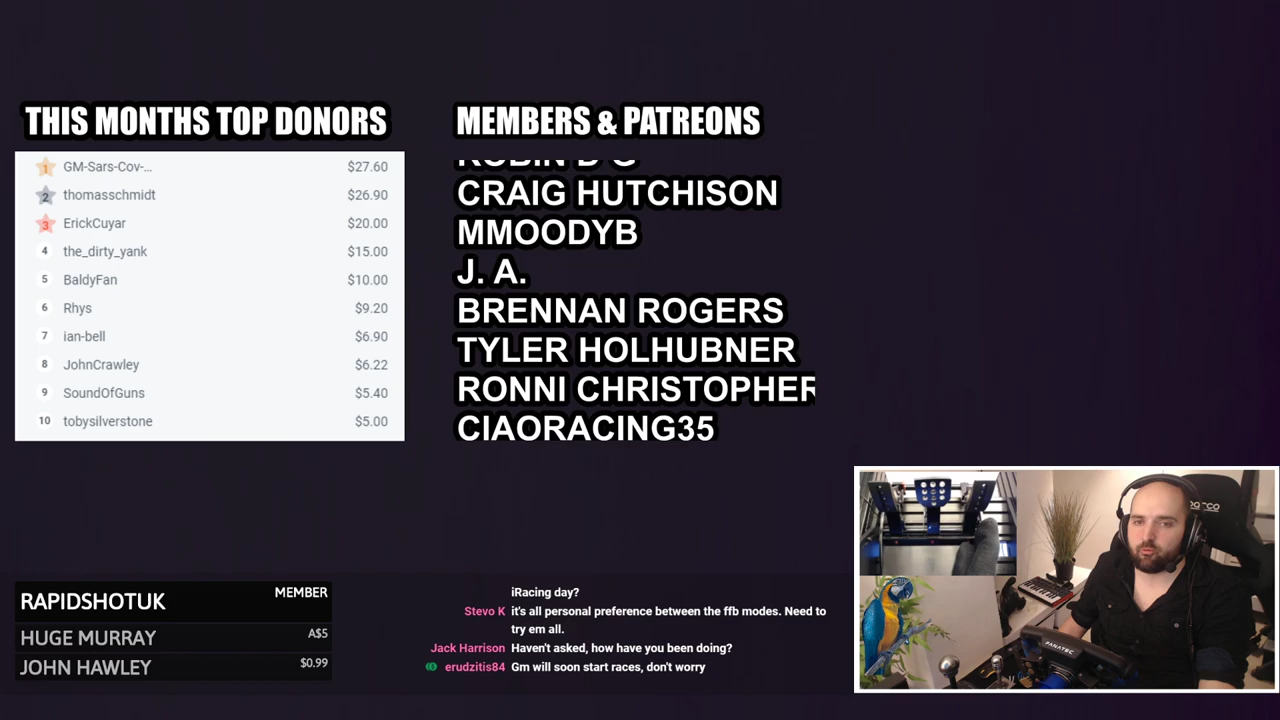 THIS MONTHS TOP DONORS
1 GM-Sars-Cov-... $27.60
2 thomasschmidt $26.90
3 ErickCuyar $20.00
4 the_dirty_yank $15.00
5 BaldyFan $10.00
6 Rhys $9.20
7 ian-bell $6.90
8 JohnCrawley $6.22
9 SoundOfGuns $5.40
10 tobysilverstone $5.00
MEMBERS & PATREONS
CRAIG HUTCHISON
MMOODYB
J. A.
BRENNAN ROGERS
TYLER HOLHUBNER
RONNI CHRISTOPHER
CIAORACING35
RAPIDSHOTUK MEMBER
HUGE MURRAY A$5
JOHN HAWLEY $0.99
iRacing day?
Stevo K it's all personal preference between the ffb modes. Need to
try em all.
Jack Harrison Haven't asked, how have you been doing?
erudzitis84 Gm will soon start races, don't worry
FANATEC